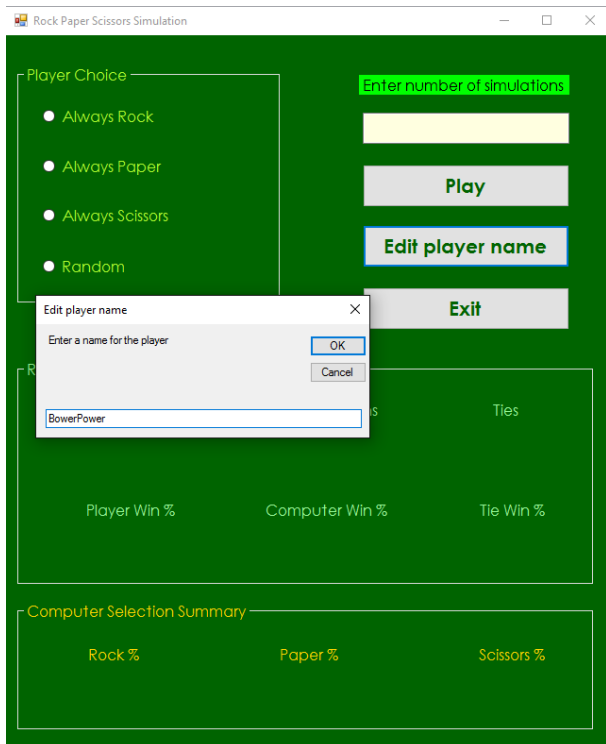 Rock Paper Scissors Simulation
Player Choice
Always Rock
Always Paper
Always Scissors
Random
Enter number of simulations
Play
Edit player name
Exit
Edit player name
Enter a name for the player
OK
Cancel
BowerPower
Ties
Player Win %
Computer Win %
Tie Win %
Computer Selection Summary
Rock %
Paper %
Scissors %